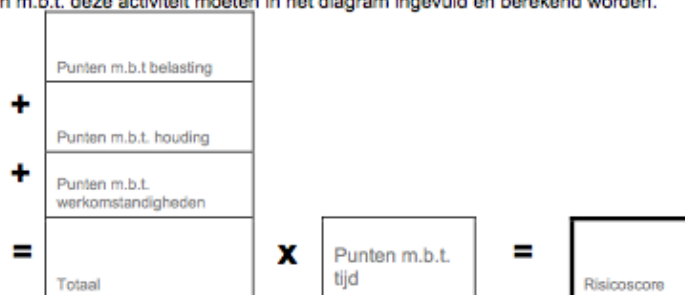 m.b.t. deze activiteit moeten in het diagram ingevuld en berekend worden.
Punten m.b.t belasting
+
Punten m.b.t. houding
+
Punten m.b.t.
werkomstandigheden
=
Totaal
x
Punten m.b.t.
tijd
=
Risicoscore